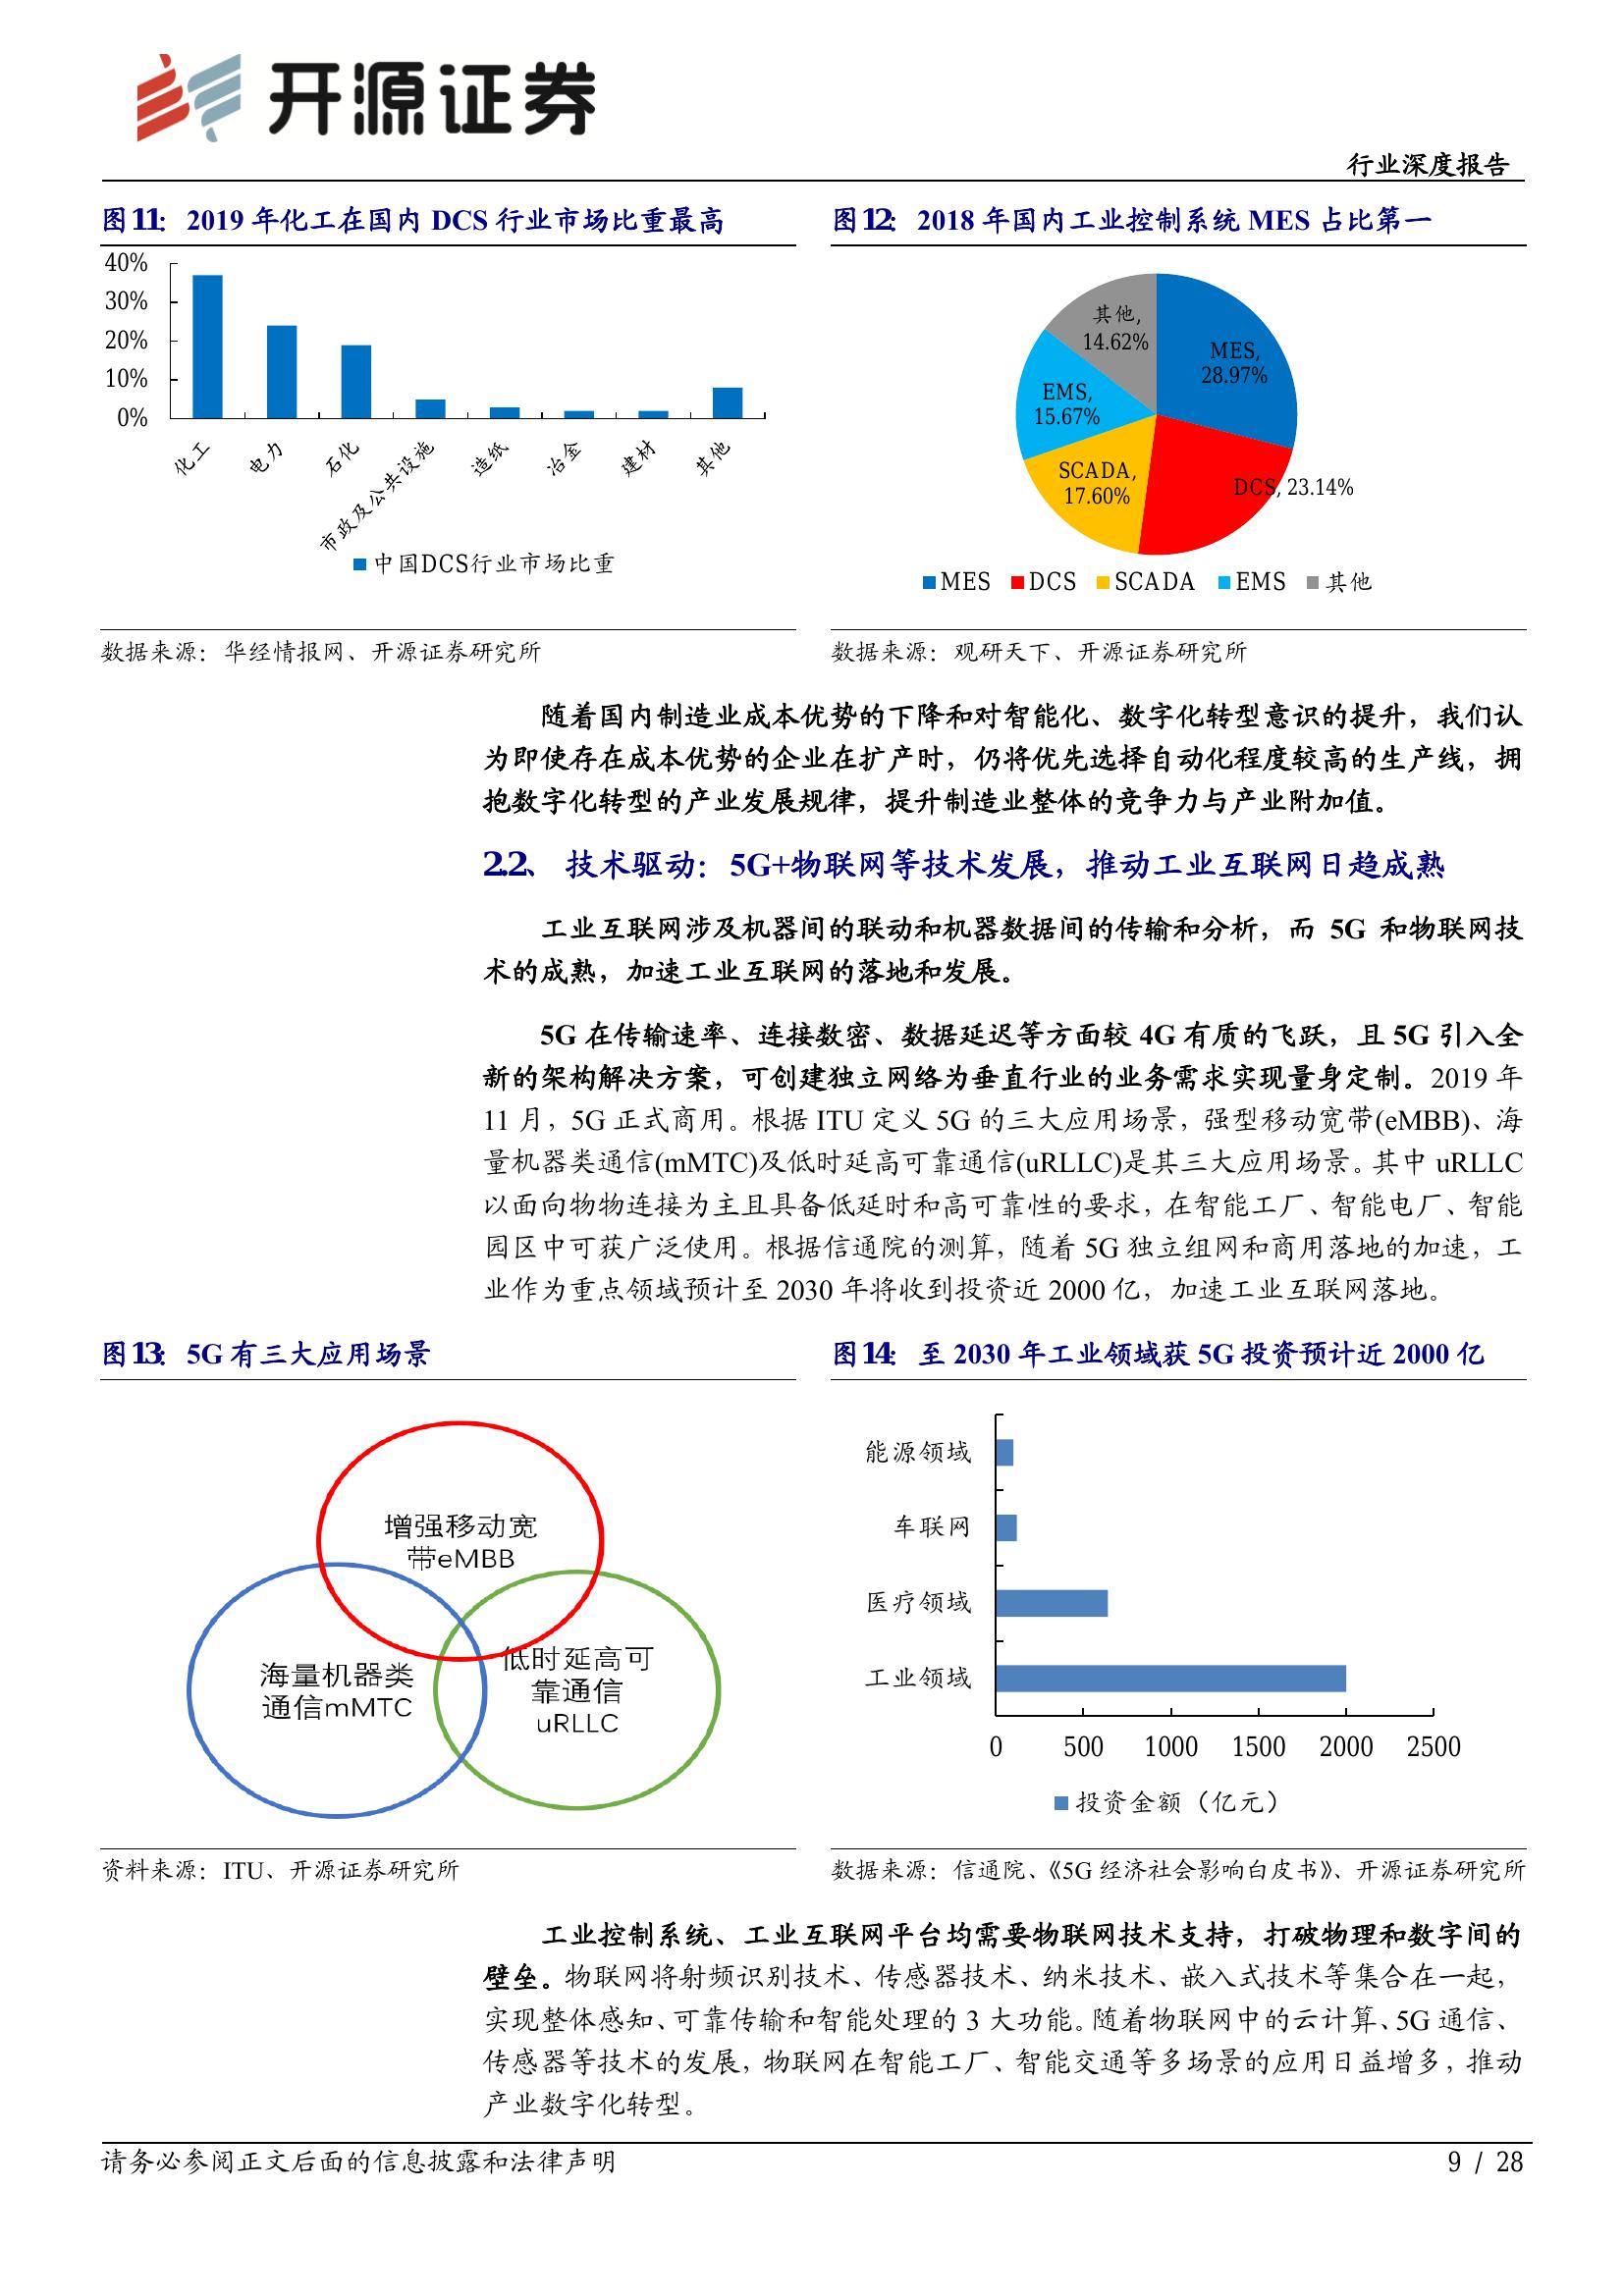 开源证券
行业深度报告
图11： 2019 年化工在国内 DCS 行业市场比重最高
40%
30%
20%
10%
0%
化工
电力
石化
市政及公共设施
造纸
冶金
建材
其他
中国DCS行业市场比重
数据来源：华经情报网、开源证券研究所
图12： 2018 年国内工业控制系统 MES 占比第一
其他,
14.62%
MES,
28.97%
EMS,
15.67%
SCADA,
17.60%
DCS, 23.14%
MES DCS SCADA EMS 其他
数据来源：观研天下、开源证券研究所
随着国内制造业成本优势的下降和对智能化、数字化转型意识的提升，我们认
为即使存在成本优势的企业在扩产时，仍将优先选择自动化程度较高的生产线，拥
抱数字化转型的产业发展规律，提升制造业整体的竞争力与产业附加值。
2.2、 技术驱动：5G+物联网等技术发展，推动工业互联网日趋成熟
工业互联网涉及机器间的联动和机器数据间的传输和分析，而 5G 和物联网技
术的成熟，加速工业互联网的落地和发展。
5G 在传输速率、连接数密、数据延迟等方面较 4G 有质的飞跃，且 5G 引入全
新的架构解决方案，可创建独立网络为垂直行业的业务需求实现量身定制。2019 年
11 月，5G 正式商用。根据 ITU 定义 5G 的三大应用场景，强型移动宽带(eMBB)、海
量机器类通信(mMTC)及低时延高可靠通信(uRLLC)是其三大应用场景。其中 uRLLC
以面向物物连接为主且具备低延时和高可靠性的要求，在智能工厂、智能电厂、智能
园区中可获广泛使用。根据信通院的测算，随着 5G 独立组网和商用落地的加速，工
业作为重点领域预计至 2030 年将收到投资近 2000 亿，加速工业互联网落地。
图13： 5G 有三大应用场景
增强移动宽
带eMBB
海量机器类
通信mMTC
低时延高可
靠通信
uRLLC
资料来源：ITU、开源证券研究所
图14： 至 2030 年工业领域获 5G 投资预计近 2000 亿
能源领域
车联网
医疗领域
工业领域
0 500 1000 1500 2000 2500
投资金额（亿元）
数据来源：信通院、《5G 经济社会影响白皮书》、开源证券研究所
工业控制系统、工业互联网平台均需要物联网技术支持，打破物理和数字间的
壁垒。物联网将射频识别技术、传感器技术、纳米技术、嵌入式技术等集合在一起，
实现整体感知、可靠传输和智能处理的 3 大功能。随着物联网中的云计算、5G 通信、
传感器等技术的发展，物联网在智能工厂、智能交通等多场景的应用日益增多，推动
产业数字化转型。
请务必参阅正文后面的信息披露和法律声明
9 / 28